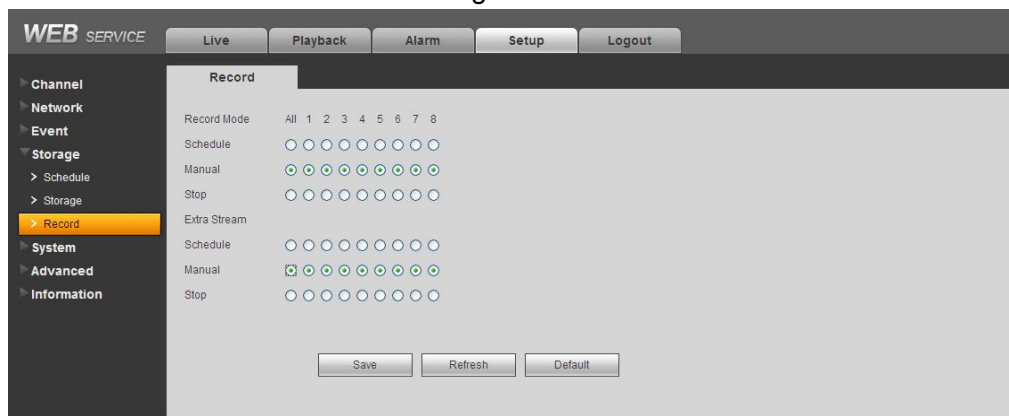 WEB SERVICE
Live Playback Alarm Setup Logout
Channel
Network
Event
Storage
> Schedule
> Storage
> Record
System
Advanced
Information
Record
Record Mode All 1 2 3 4 5 6 7 8
Schedule
Manual
Stop
Extra Stream
Schedule
Manual
Stop
Save Refresh Default